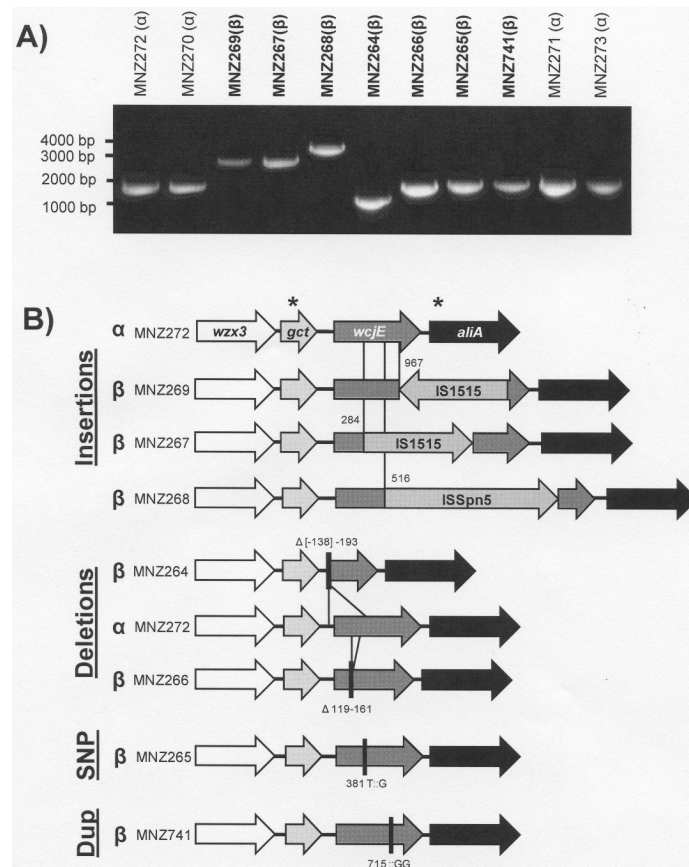 A)
MNZ272 (α)
MNZ270 (α)
MNZ269(β)
MNZ267(β)
MNZ268(β)
MNZ264(β)
MNZ266(β)
MNZ265(β)
MNZ741(β)
MNZ271 (α)
MNZ273 (α)
4000 bp
3000 bp
2000 bp
1000 bp
B)
* *
α MNZ272 wzx3 gct wcjE aliA
967
Insertions
β MNZ269 IS1515
284
β MNZ267 IS1515
516
β MNZ268 ISSpn5
Δ [-138] -193
β MNZ264
Deletions
α MNZ272
β MNZ266
Δ 119-161
SNP
β MNZ265
381 T::G
Dup
β MNZ741
715 ::GG